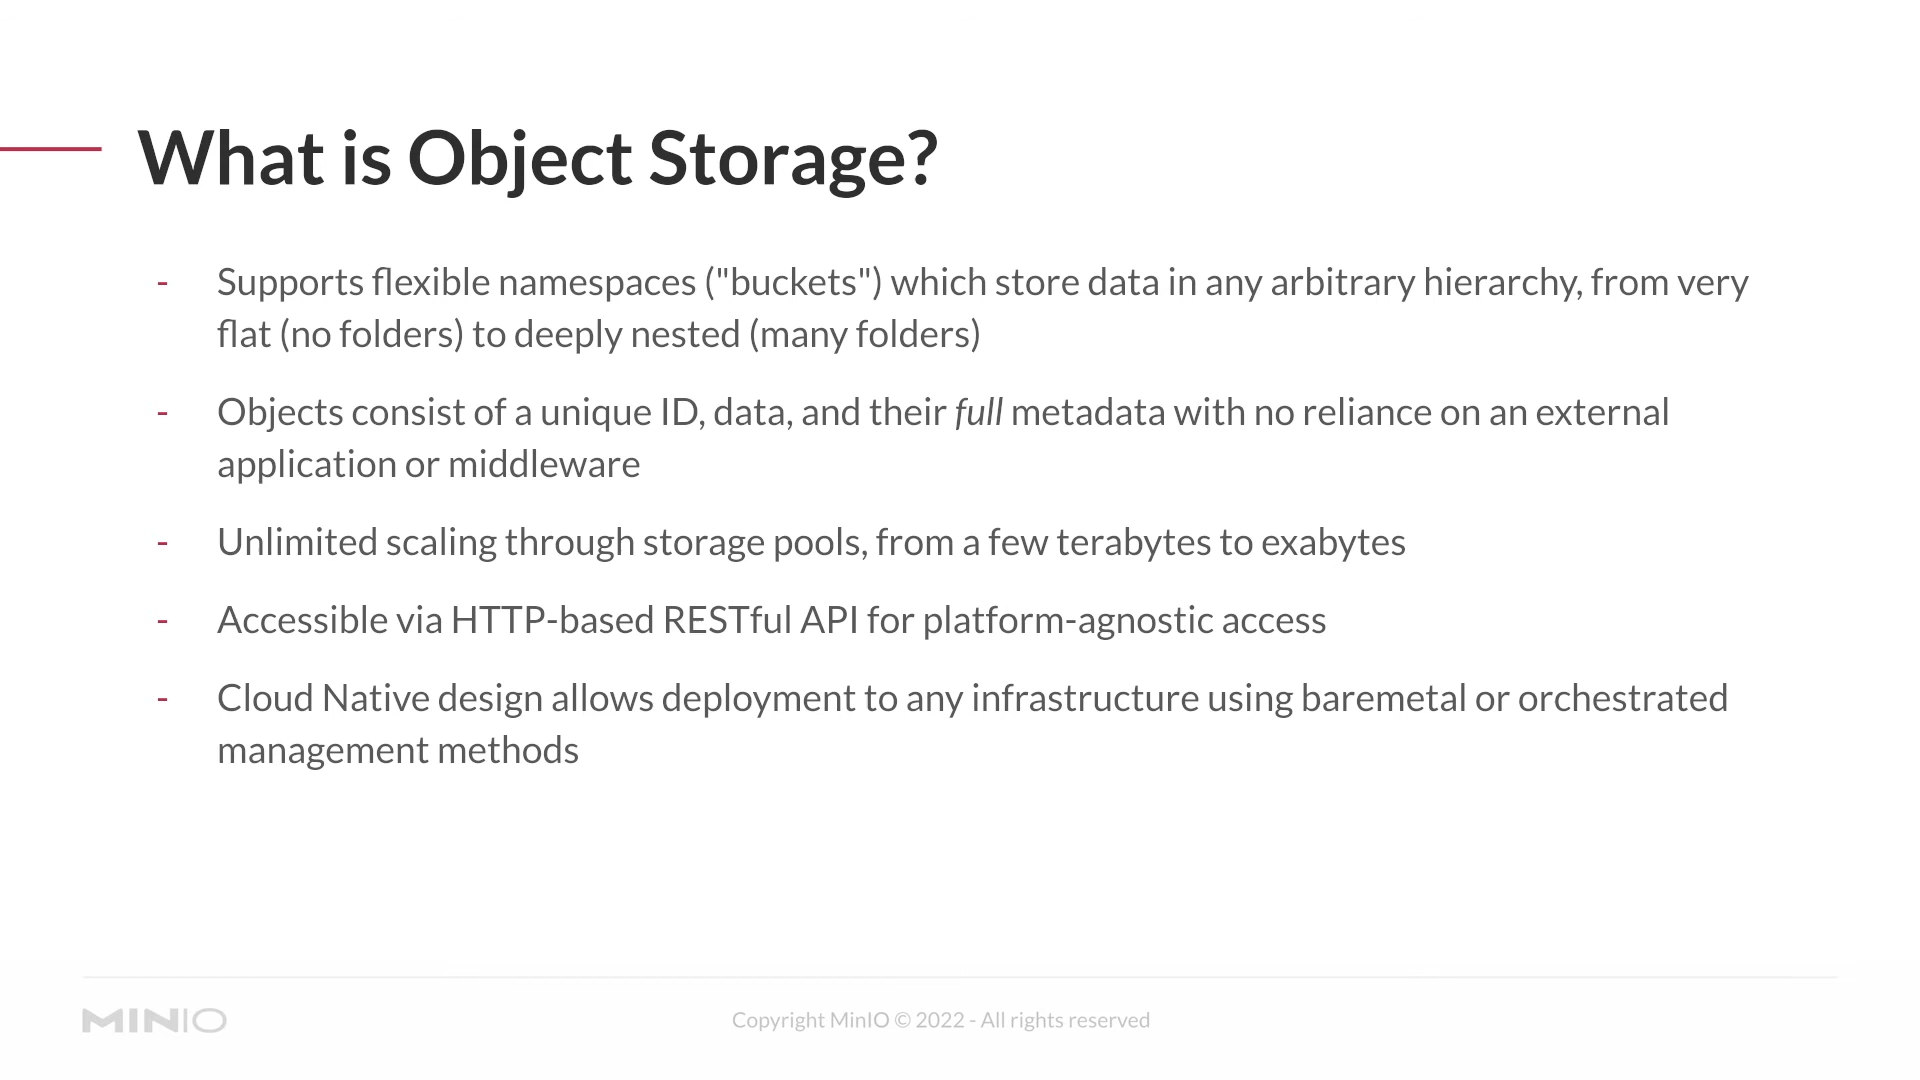 What is Object Storage?
- Supports flexible namespaces ("buckets") which store data in any arbitrary hierarchy, from very
flat (no folders) to deeply nested (many folders)
- Objects consist of a unique ID, data, and their full metadata with no reliance on an external
application or middleware
- Unlimited scaling through storage pools, from a few terabytes to exabytes
- Accessible via HTTP-based RESTful API for platform-agnostic access
- Cloud Native design allows deployment to any infrastructure using baremetal or orchestrated
management methods
MINIO
Copyright MinIO © 2022 - All rights reserved